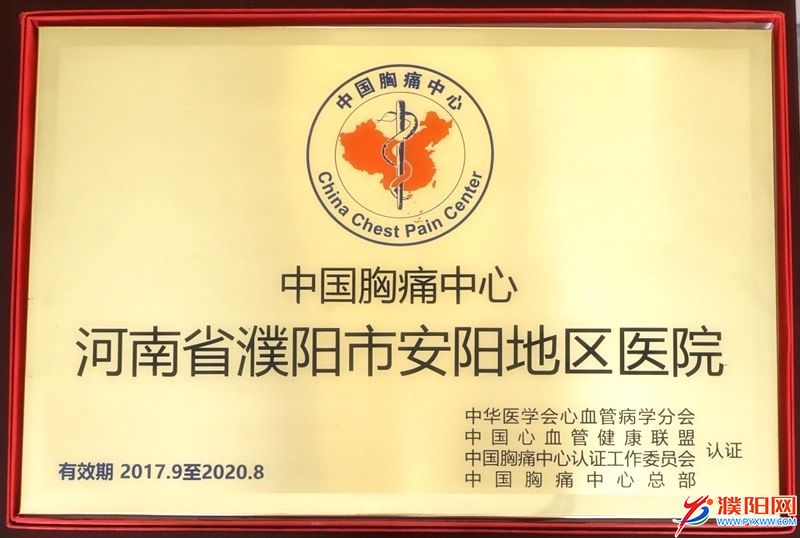 中国胸痛中心
China Chest Pain Center
中国胸痛中心
河南省濮阳市安阳地区医院
中华医学会心血管病学分会
中国心血管健康联盟
中国胸痛中心认证工作委员会
中国胸痛中心总部
认证
有效期 2017.9至2020.8
濮阳网
WWW.PYXWW.COM